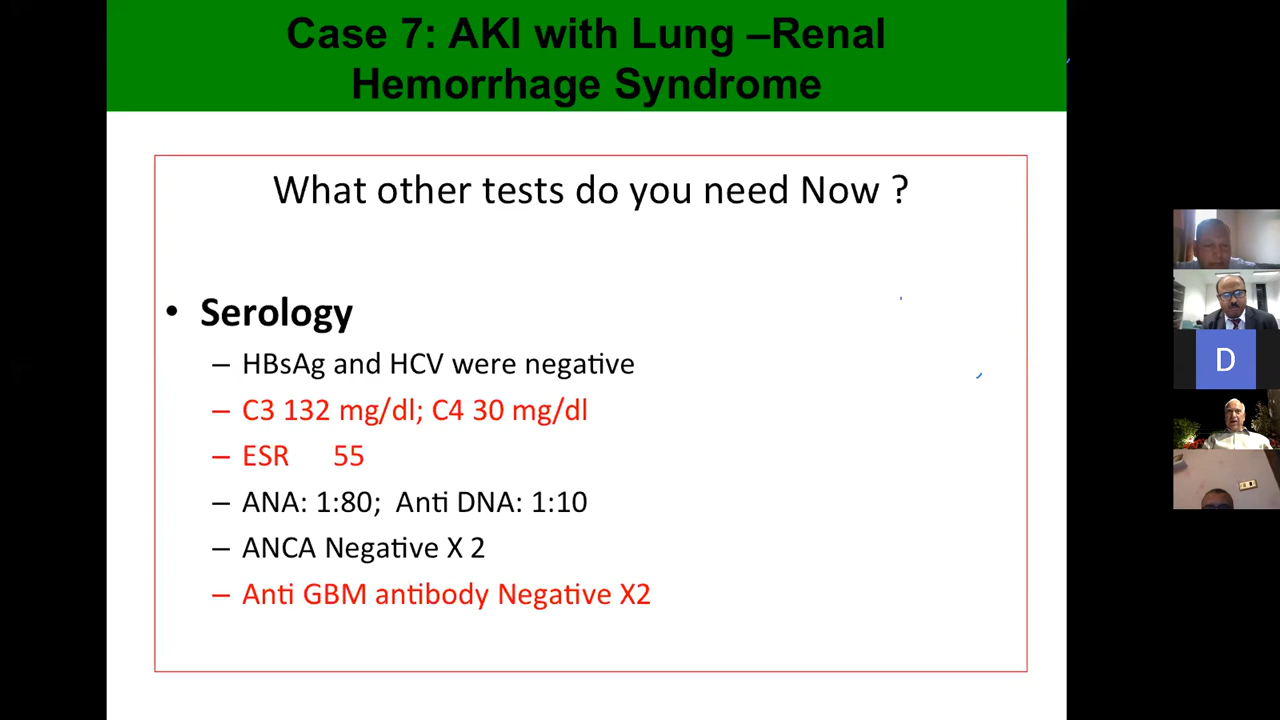 Case 7: AKI with Lung –Renal
Hemorrhage Syndrome
What other tests do you need Now ?
• Serology
– HBsAg and HCV were negative
– C3 132 mg/dl; C4 30 mg/dl
– ESR 55
– ANA: 1:80; Anti DNA: 1:10
– ANCA Negative X 2
– Anti GBM antibody Negative X2
D